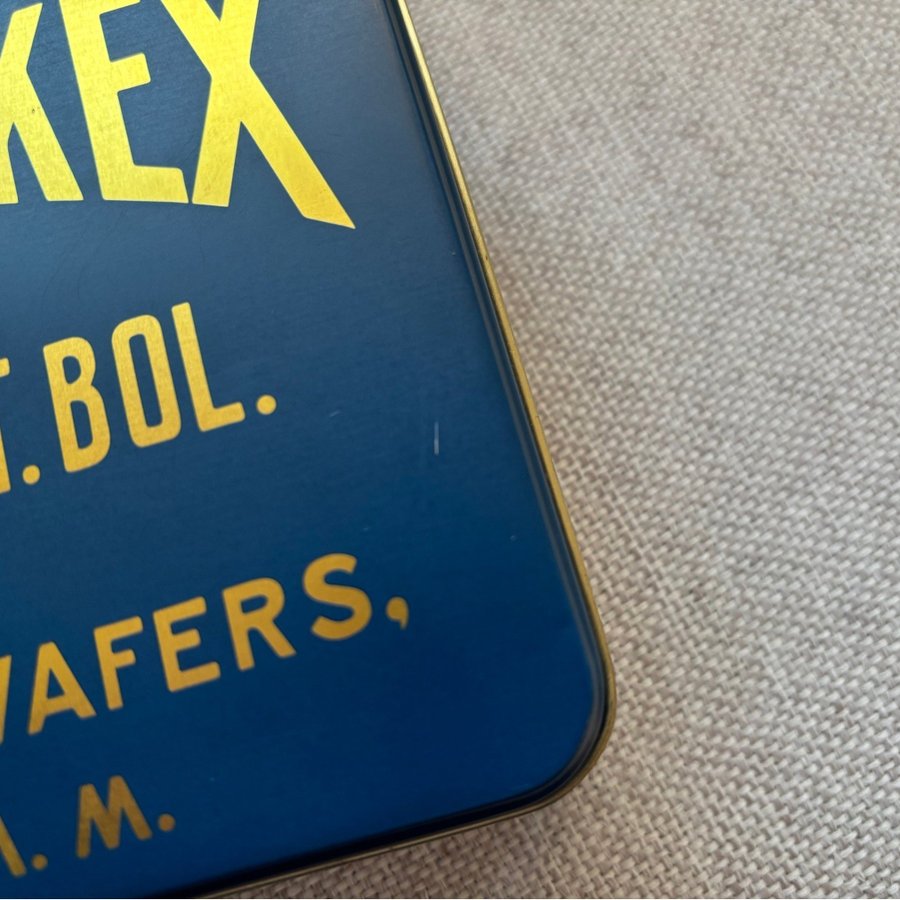 KEX
T. BOL.
WAFERS,
M.